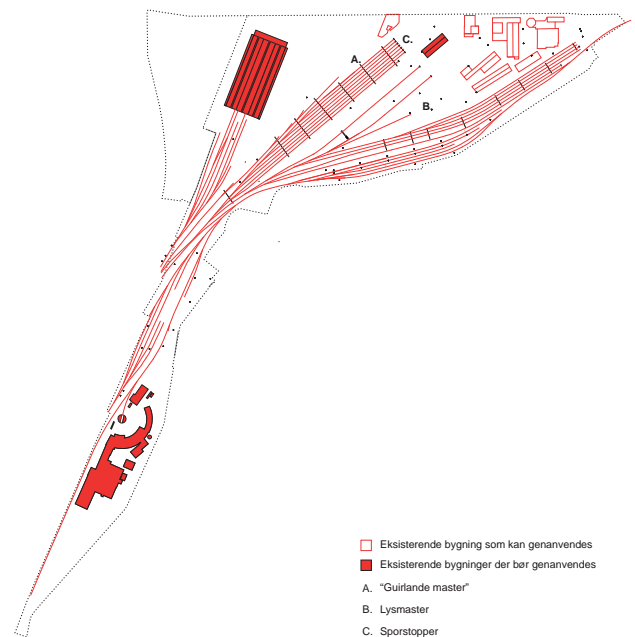 C.
A.
B.
Eksisterende bygning som kan genanvendes
Eksisterende bygninger der bør genanvendes
A. "Guirlande master"
B. Lysmaster
C. Sporstopper